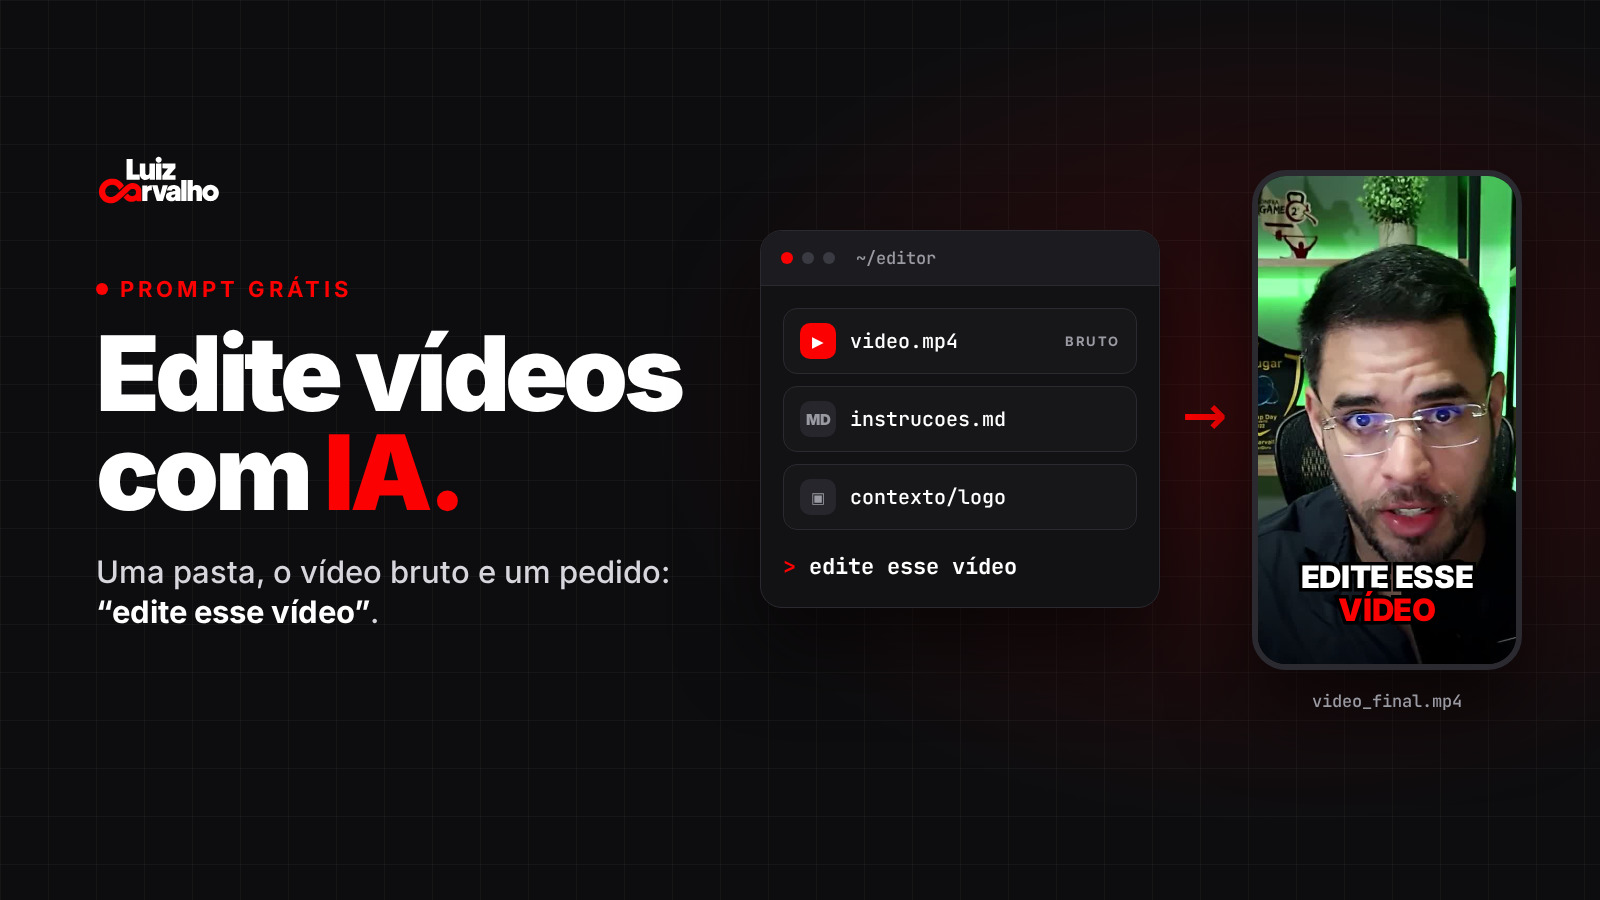 Luiz
Carvalho
PROMPT GRÁTIS
Edite vídeos
com IA.
Uma pasta, o vídeo bruto e um pedido:
“edite esse vídeo”.
~/editor
video.mp4 BRUTO
MD instrucoes.md
contexto/logo
> edite esse vídeo
GAME
EDITE ESSE
VÍDEO
video_final.mp4